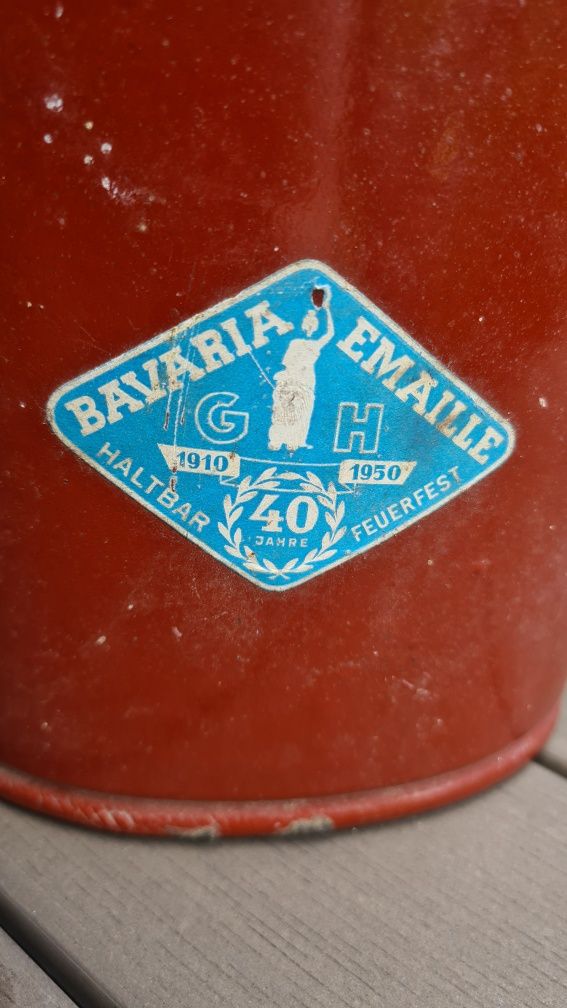 BAVARIA EMAILLE
G H
1910 1950
HALTBAR FEUERFEST
40
JAHRE